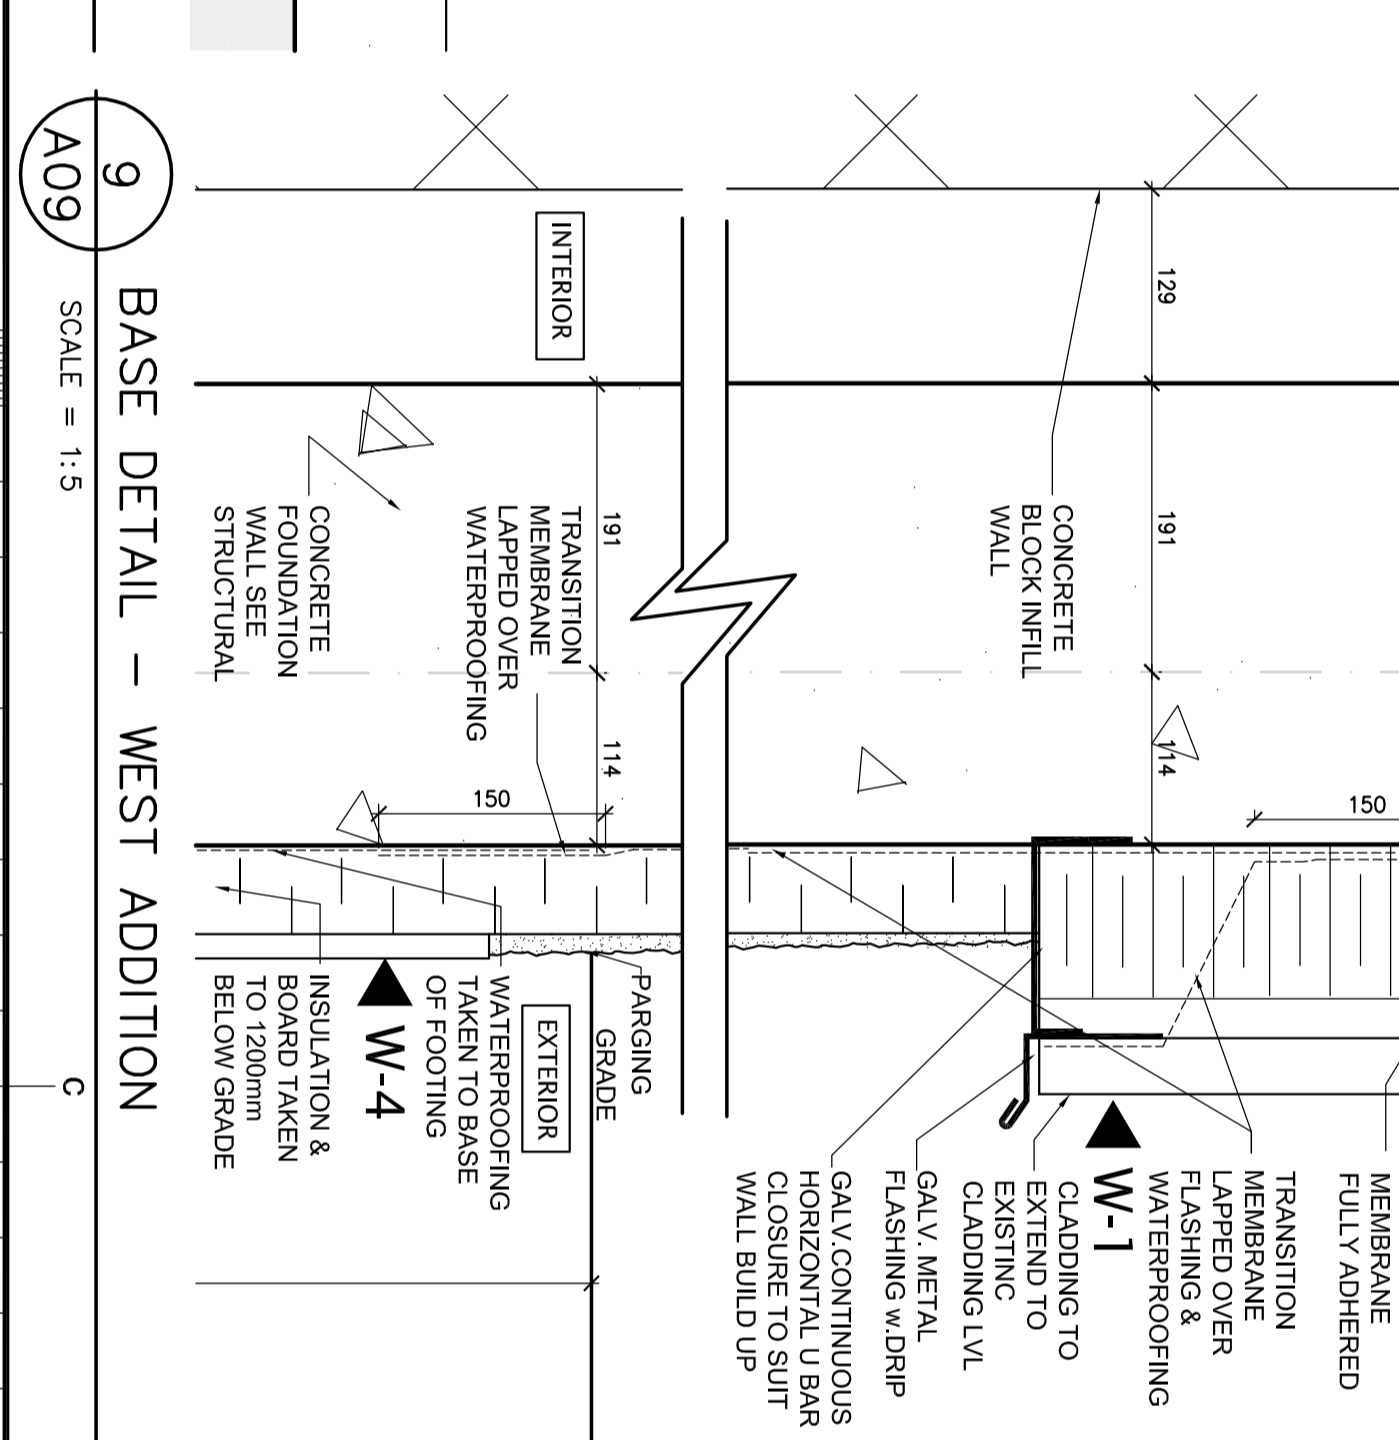 MEMBRANE
FULLY ADHERED
150
129
191
114
CONCRETE
BLOCK INFILL
WALL
TRANSITION
MEMBRANE
LAPPED OVER
FLASHING &
WATERPROOFING
W-1
CLADDING TO
EXTEND TO
EXISTINC
CLADDING LVL
GALV. METAL
FLASHING w.DRIP
GALV.CONTINUOUS
HORIZONTAL U BAR
CLOSURE TO SUIT
WALL BUILD UP
INTERIOR
191
114
150
TRANSITION
MEMBRANE
LAPPED OVER
WATERPROOFING
CONCRETE
FOUNDATION
WALL SEE
STRUCTURAL
PARGING
GRADE
EXTERIOR
WATERPROOFING
TAKEN TO BASE
OF FOOTING
W-4
INSULATION &
BOARD TAKEN
TO 1200mm
BELOW GRADE
9
A09
BASE DETAIL – WEST ADDITION
SCALE = 1:5
C